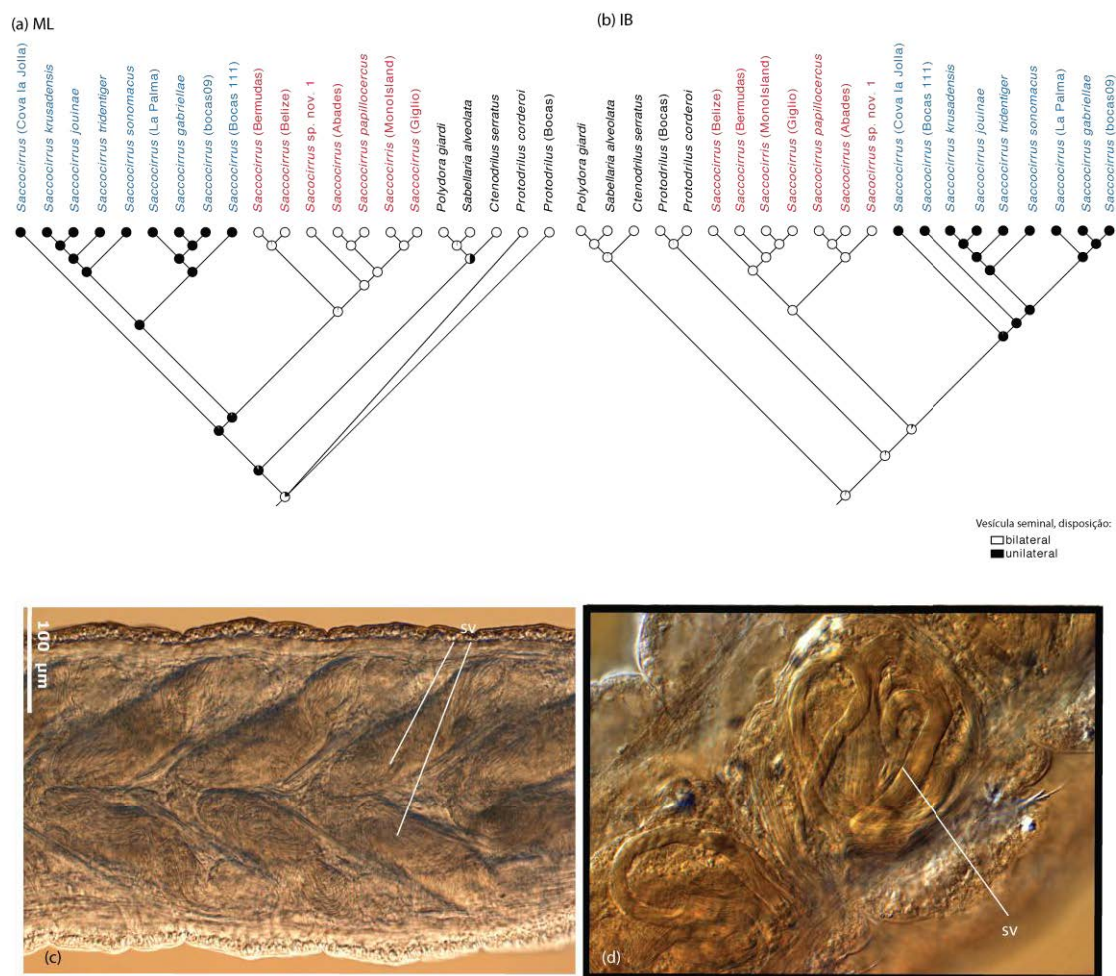 (a) ML
Saccocirrus (Cova la Jolla)
Saccocirrus krusadensis
Saccocirrus jouinae
Saccocirrus tridentiger
Saccocirrus sonomacus
Saccocirrus (La Palma)
Saccocirrus gabriellae
Saccocirrus (bocas09)
Saccocirrus (Bocas 111)
Saccocirrus (Bermudas)
Saccocirrus (Belize)
Sacocirrus sp. nov. 1
Saccocirrus (Abades)
Saccocirrus papillocercus
Saccocirris (MonoIsland)
Saccocirrus (Giglio)
Polydora giardi
Sabellaria alveolata
Ctenodrilus serratus
Protodrilus corderoi
Protodrilus (Bocas)
(b) IB
Polydora giardi
Sabellaria alveolata
Ctenodrilus serratus
Protodrilus (Bocas)
Protodrilus corderoi
Saccocirrus (Belize)
Saccocirrus (Bermudas)
Saccocirris (MonoIsland)
Saccocirrus (Giglio)
Saccocirrus papillocercus
Saccocirrus (Abades)
Sacocirrus sp. nov. 1
Saccocirrus (Cova la Jolla)
Saccocirrus (Bocas 111)
Saccocirrus krusadensis
Saccocirrus jouinae
Saccocirrus tridentiger
Saccocirrus sonomacus
Saccocirrus (La Palma)
Saccocirrus gabriellae
Saccocirrus (bocas09)
Vesícula seminal, disposição:
bilateral
unilateral
100 µm
sv
(c)
sv
(d)